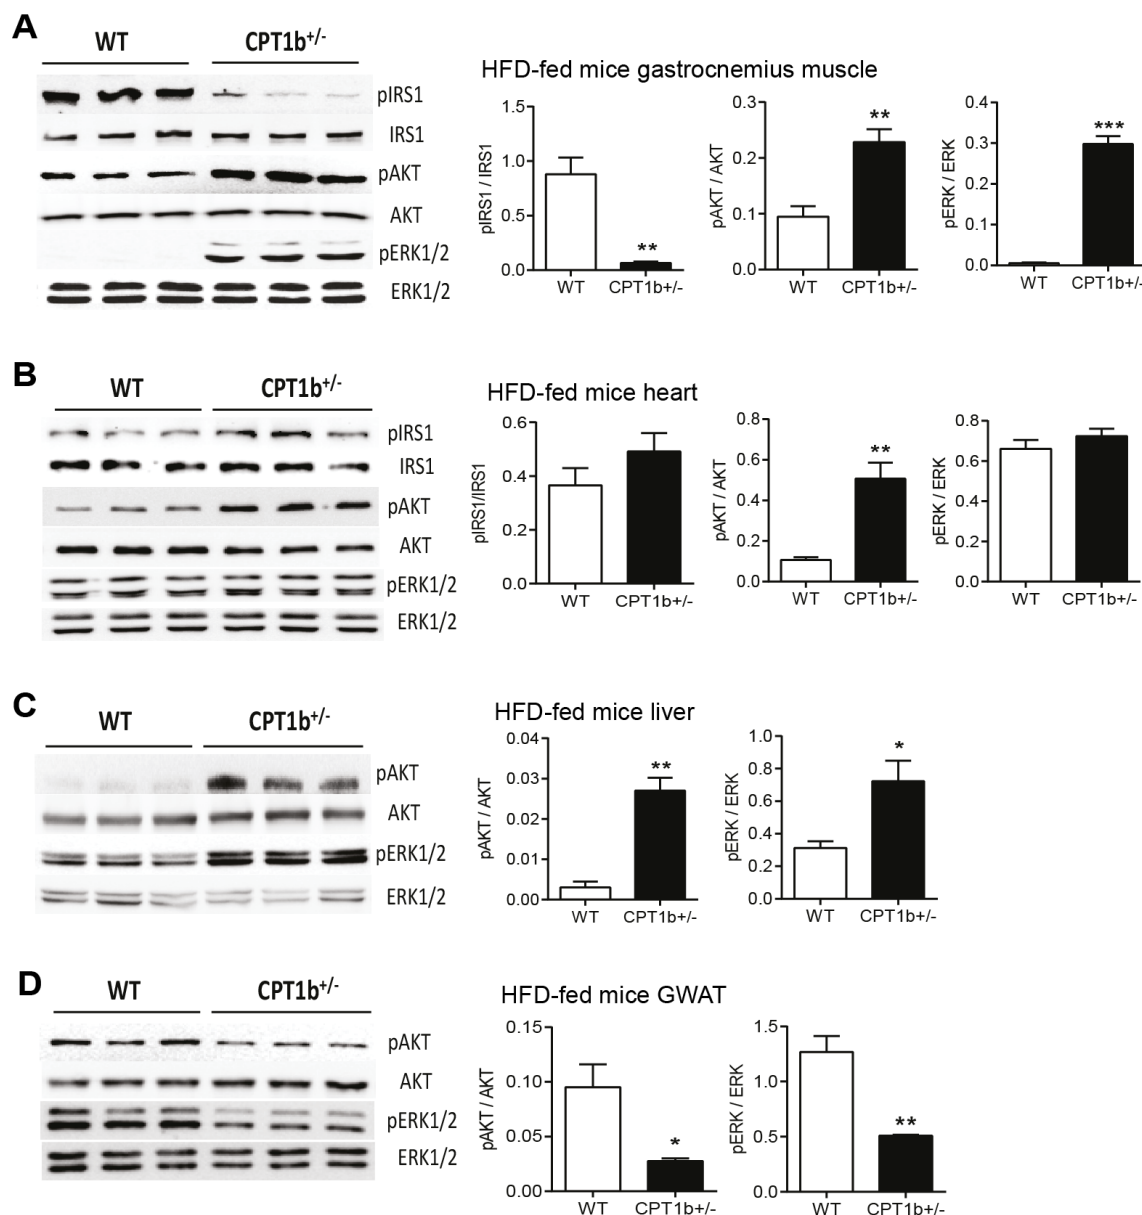 A
WT CPT1b+/-
pIRS1
IRS1
pAKT
AKT
pERK1/2
ERK1/2
HFD-fed mice gastrocnemius muscle
pIRS1 / IRS1
1.5
1.0
0.5
0.0
**
WT CPT1b+/-
pAKT / AKT
0.3
0.2
0.1
0.0
**
WT CPT1b+/-
pERK / ERK
0.4
0.3
0.2
0.1
0.0
***
WT CPT1b+/-
B
WT CPT1b+/-
pIRS1
IRS1
pAKT
AKT
pERK1/2
ERK1/2
HFD-fed mice heart
pIRS1/IRS1
0.6
0.4
0.2
0.0
WT CPT1b+/-
pAKT / AKT
0.8
0.6
0.4
0.2
0.0
**
WT CPT1b+/-
pERK / ERK
0.8
0.6
0.4
0.2
0.0
WT CPT1b+/-
C
WT CPT1b+/-
pAKT
AKT
pERK1/2
ERK1/2
HFD-fed mice liver
pAKT / AKT
0.04
0.03
0.02
0.01
0.00
**
WT CPT1b+/-
pERK / ERK
1.0
0.8
0.6
0.4
0.2
0.0
*
WT CPT1b+/-
D
WT CPT1b+/-
pAKT
AKT
pERK1/2
ERK1/2
HFD-fed mice GWAT
pAKT / AKT
0.15
0.10
0.05
0.00
*
WT CPT1b+/-
pERK / ERK
1.5
1.0
0.5
0.0
**
WT CPT1b+/-